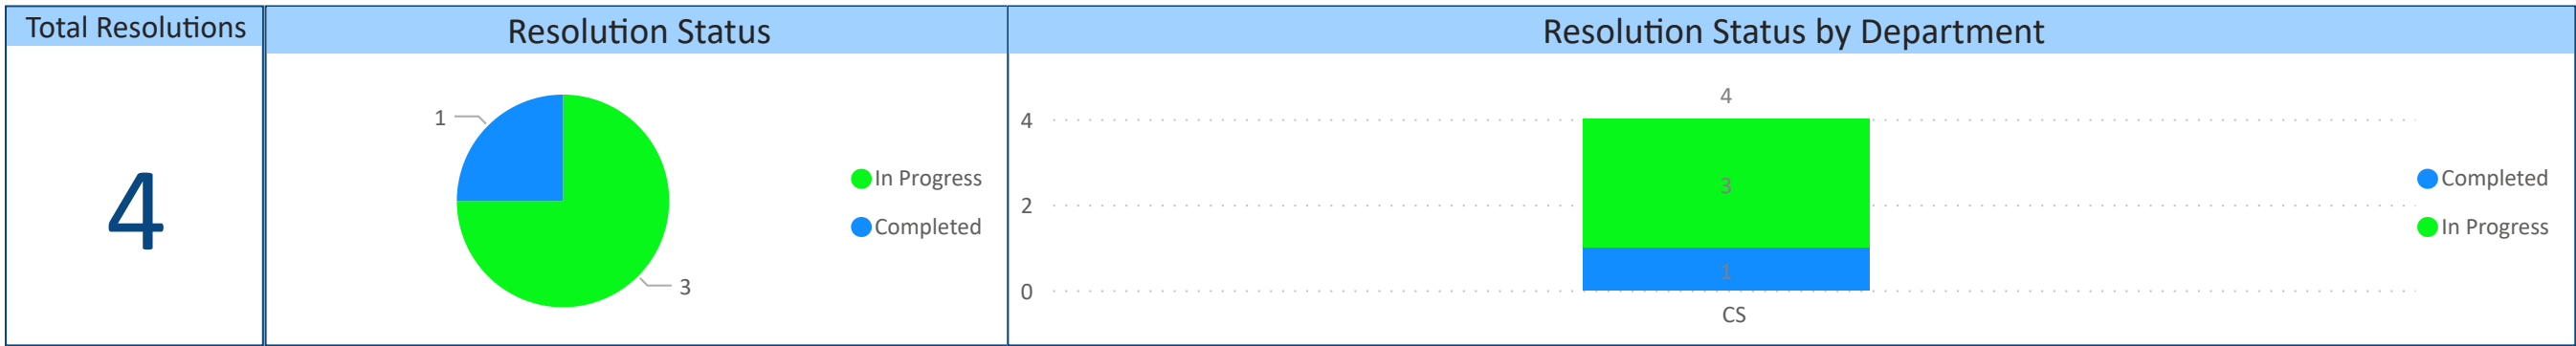 Total Resolutions
4
Resolution Status
1
3
In Progress
Completed
Resolution Status by Department
4
4
2
0
3
1
CS
Completed
In Progress